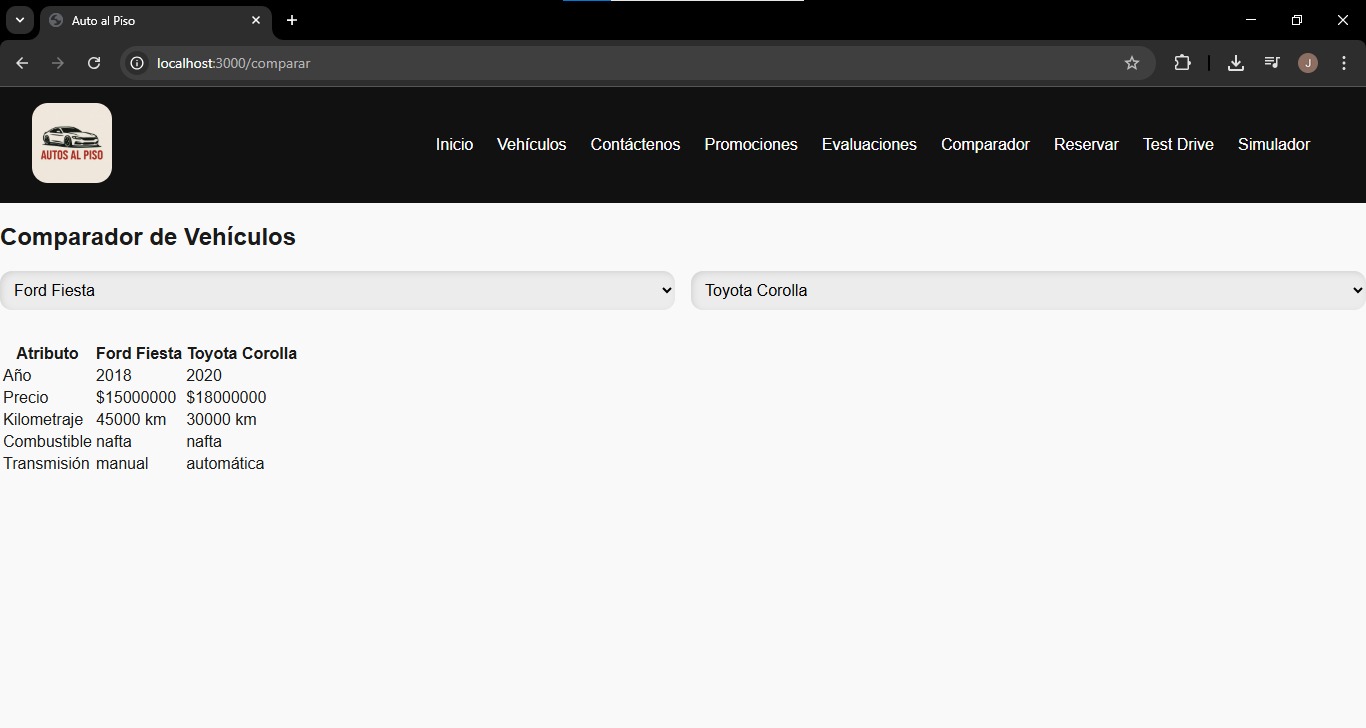 Auto al Piso
localhost:3000/comparar
J
AUTOS AL PISO
Inicio Vehículos Contáctenos Promociones Evaluaciones Comparador Reservar Test Drive Simulador
Comparador de Vehículos
Ford Fiesta Toyota Corolla
Atributo Ford Fiesta Toyota Corolla
Año 2018 2020
Precio $15000000 $18000000
Kilometraje 45000 km 30000 km
Combustible nafta nafta
Transmisión manual automática